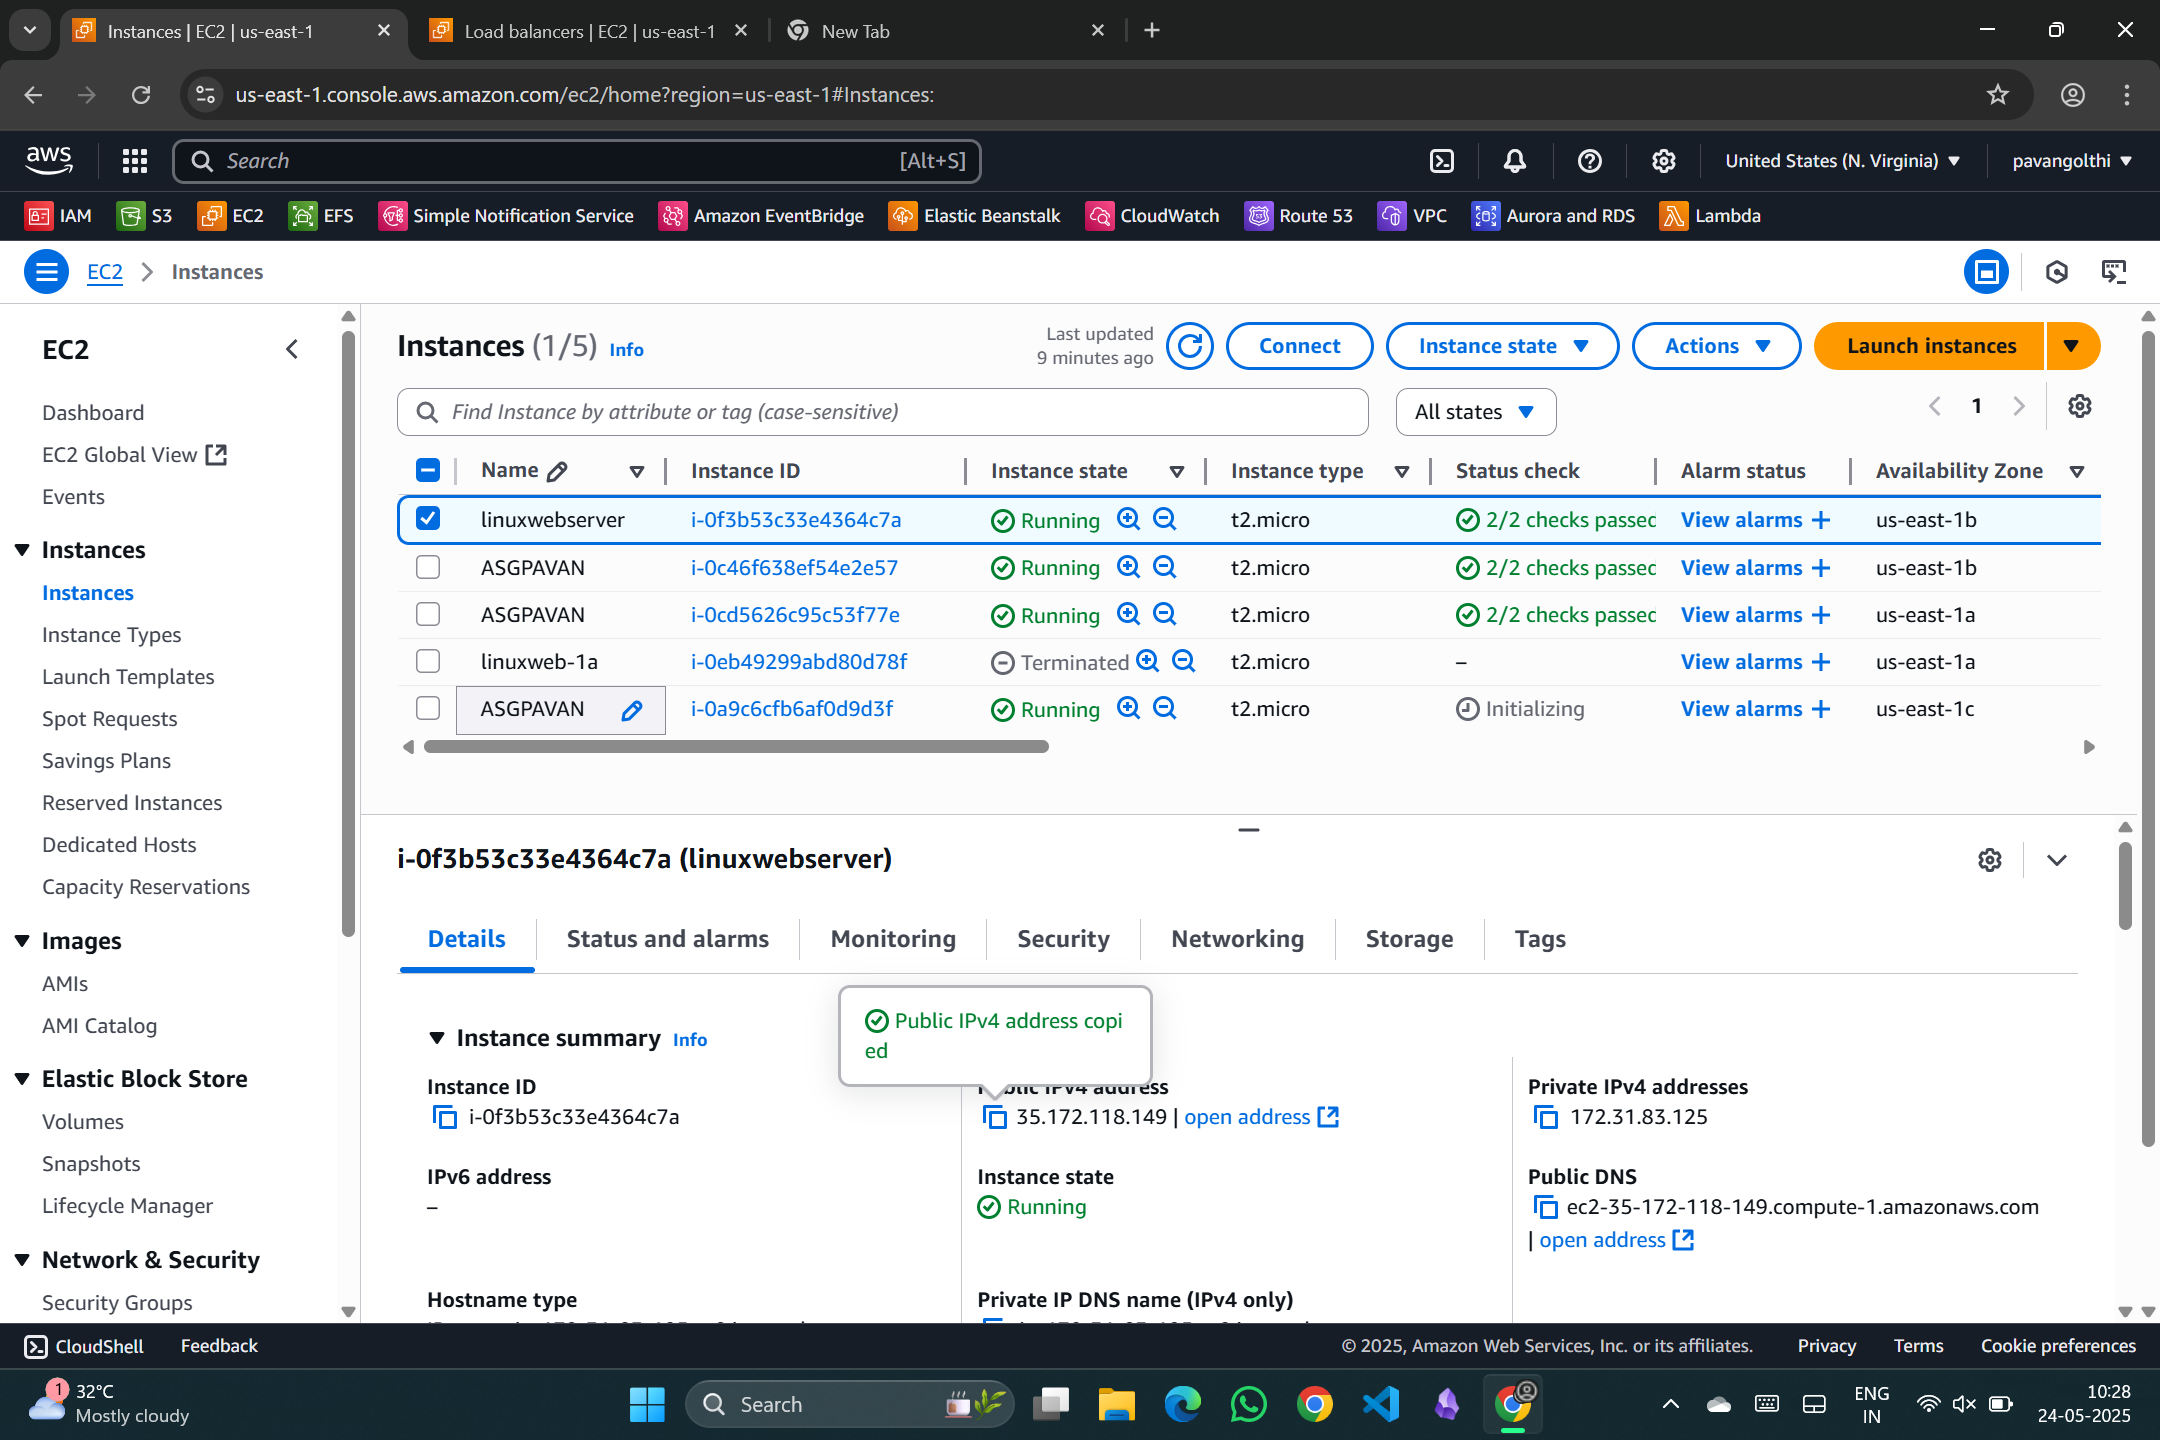 Instances | EC2 | us-east-1
Load balancers | EC2 | us-east-1
New Tab
us-east-1.console.aws.amazon.com/ec2/home?region=us-east-1#Instances:
aws
Search [Alt+S]
United States (N. Virginia)
pavangolthi
IAM S3 EC2 EFS Simple Notification Service Amazon EventBridge Elastic Beanstalk CloudWatch Route 53 VPC Aurora and RDS Lambda
EC2 Instances
EC2
Dashboard
EC2 Global View
Events
Instances
Instances
Instance Types
Launch Templates
Spot Requests
Savings Plans
Reserved Instances
Dedicated Hosts
Capacity Reservations
Images
AMIs
AMI Catalog
Elastic Block Store
Volumes
Snapshots
Lifecycle Manager
Network & Security
Security Groups
Instances (1/5) Info
Last updated
9 minutes ago
Connect
Instance state
Actions
Launch instances
Find Instance by attribute or tag (case-sensitive)
All states
1
Name Instance ID Instance state Instance type Status check Alarm status Availability Zone
linuxwebserver i-0f3b53c33e4364c7a Running t2.micro 2/2 checks passec View alarms us-east-1b
ASGPAVAN i-0c46f638ef54e2e57 Running t2.micro 2/2 checks passec View alarms us-east-1b
ASGPAVAN i-0cd5626c95c53f77e Running t2.micro 2/2 checks passec View alarms us-east-1a
linuxweb-1a i-0eb49299abd80d78f Terminated t2.micro – View alarms us-east-1a
ASGPAVAN i-0a9c6cfb6af0d9d3f Running t2.micro Initializing View alarms us-east-1c
i-0f3b53c33e4364c7a (linuxwebserver)
Details Status and alarms Monitoring Security Networking Storage Tags
Public IPv4 address copi
ed
Instance summary Info
Instance ID
i-0f3b53c33e4364c7a
Public IPv4 address
35.172.118.149 | open address
Private IPv4 addresses
172.31.83.125
IPv6 address
–
Instance state
Running
Public DNS
ec2-35-172-118-149.compute-1.amazonaws.com
| open address
Hostname type
Private IP DNS name (IPv4 only)
CloudShell Feedback
© 2025, Amazon Web Services, Inc. or its affiliates. Privacy Terms Cookie preferences
1
32°C
Mostly cloudy
Search
ENG
IN
10:28
24-05-2025